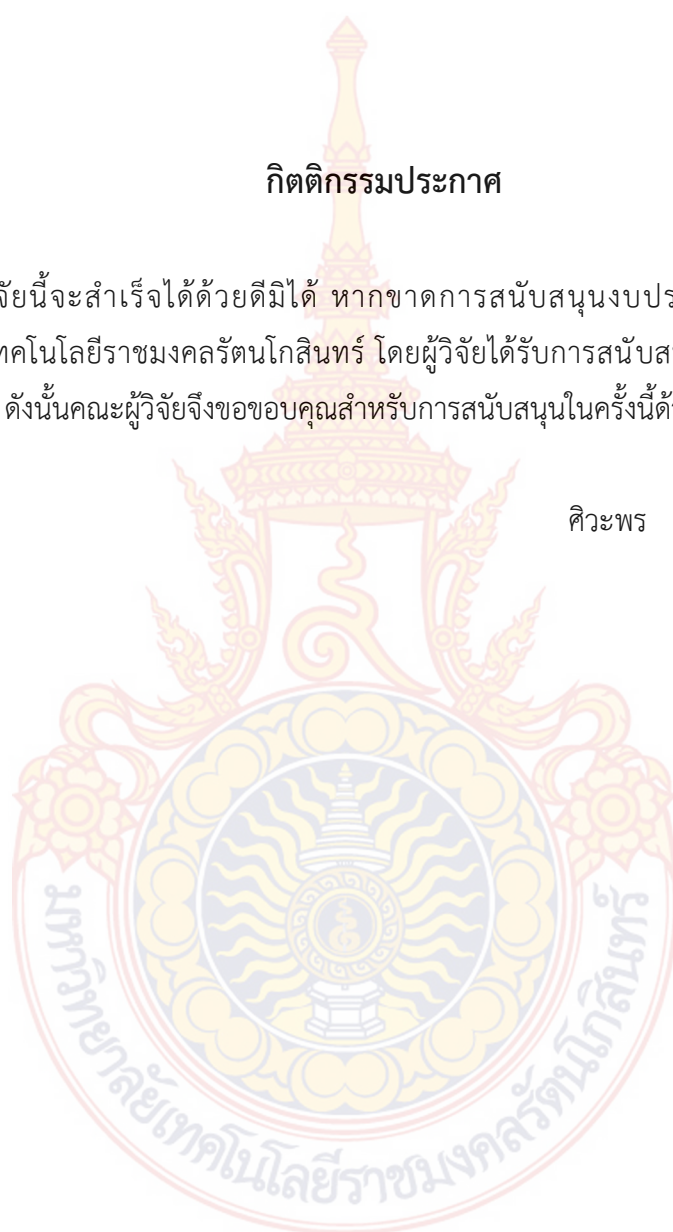 กิตติกรรมประกาศ
จัยนี้จะสำเร็จได้ด้วยดีมิได้ หากขาดการสนับสนุนงบปร
ทคโนโลยีราชมงคลรัตนโกสินทร์ โดยผู้วิจัยได้รับการสนับส
ดังนั้นคณะผู้วิจัยจึงขอขอบคุณสำหรับการสนับสนุนในครั้งนี้ด้
ศิวะพร
มหาวิทยาลัยเทคโนโลยีราชมงคลรัตนโกสินทร์